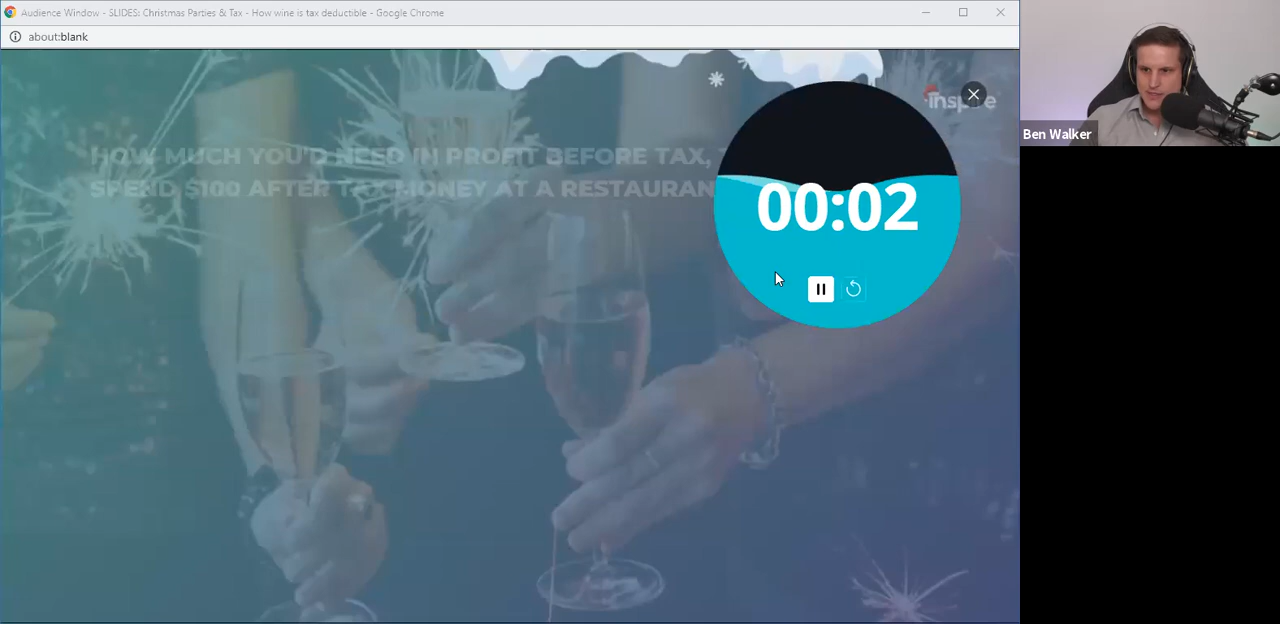 Audience Window - SLIDES: Christmas Parties & Tax - How wine is tax deductible - Google Chrome
about:blank
inspire
HOW MUCH YOU'D NEED IN PROFIT BEFORE TAX,
SPEND $100 AFTER TAX MONEY AT A RESTAURAN
00:02
Ben Walker